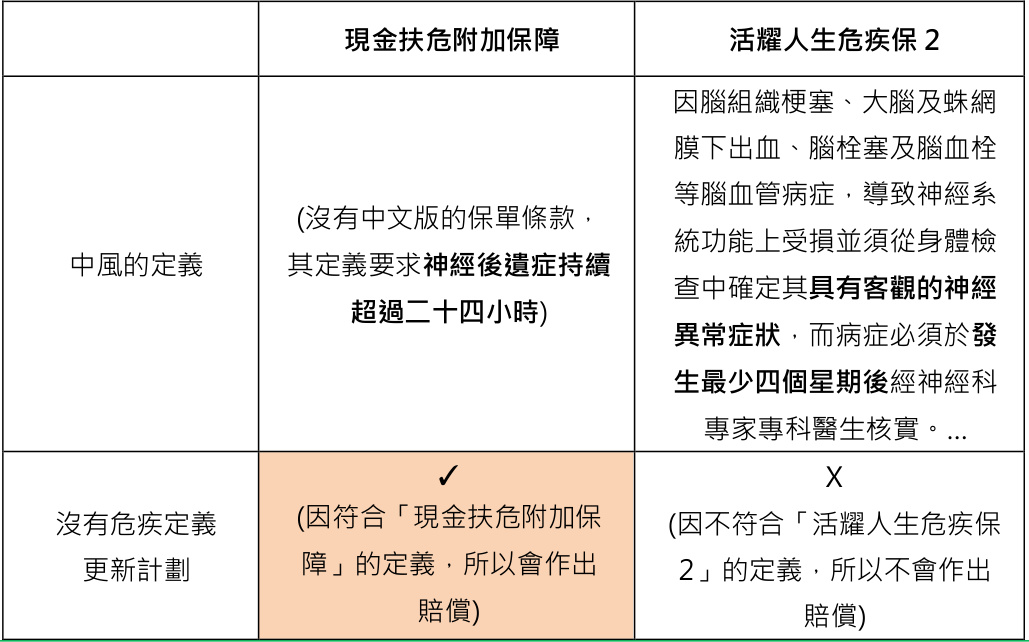 現金扶危附加保障
活耀人生危疾保 2
中風的定義
(沒有中文版的保單條款，
其定義要求神經後遺症持續
超過二十四小時)
因腦組織梗塞、大腦及蛛網
膜下出血、腦栓塞及腦血栓
等腦血管病症，導致神經系
統功能上受損並須從身體檢
查中確定其具有客觀的神經
異常症狀，而病症必須於發
生最少四個星期後經神經科
專家專科醫生核實。...
沒有危疾定義
更新計劃
✓
(因符合「現金扶危附加保
障」的定義，所以會作出
賠償)
X
(因不符合「活耀人生危疾保
2」的定義，所以不會作出
賠償)